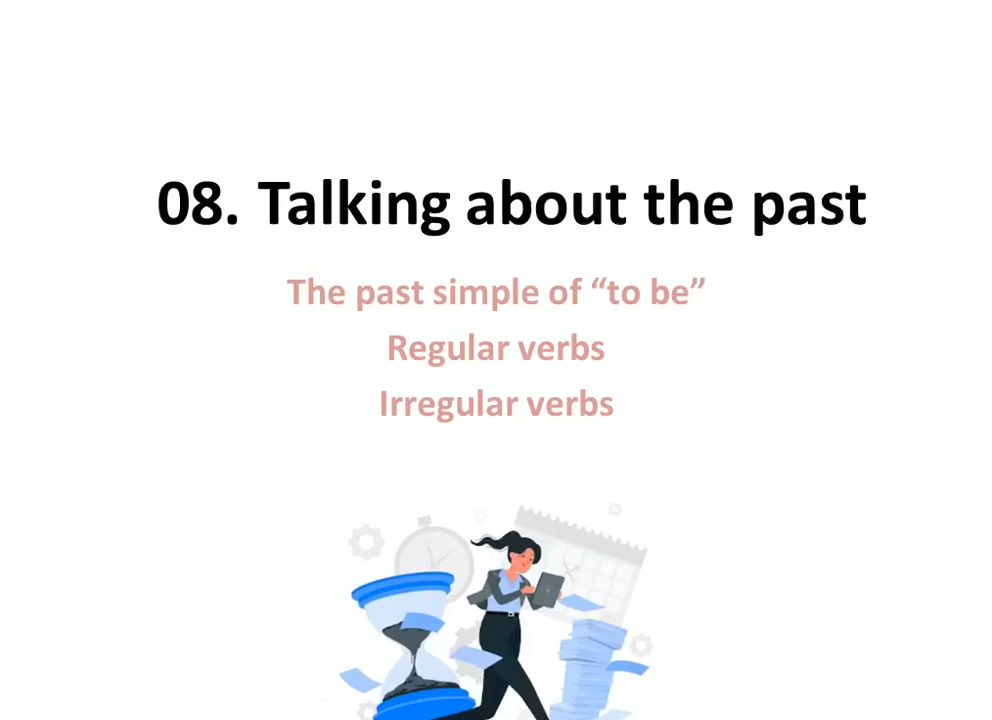 08. Talking about the past
The past simple of “to be”
Regular verbs
Irregular verbs